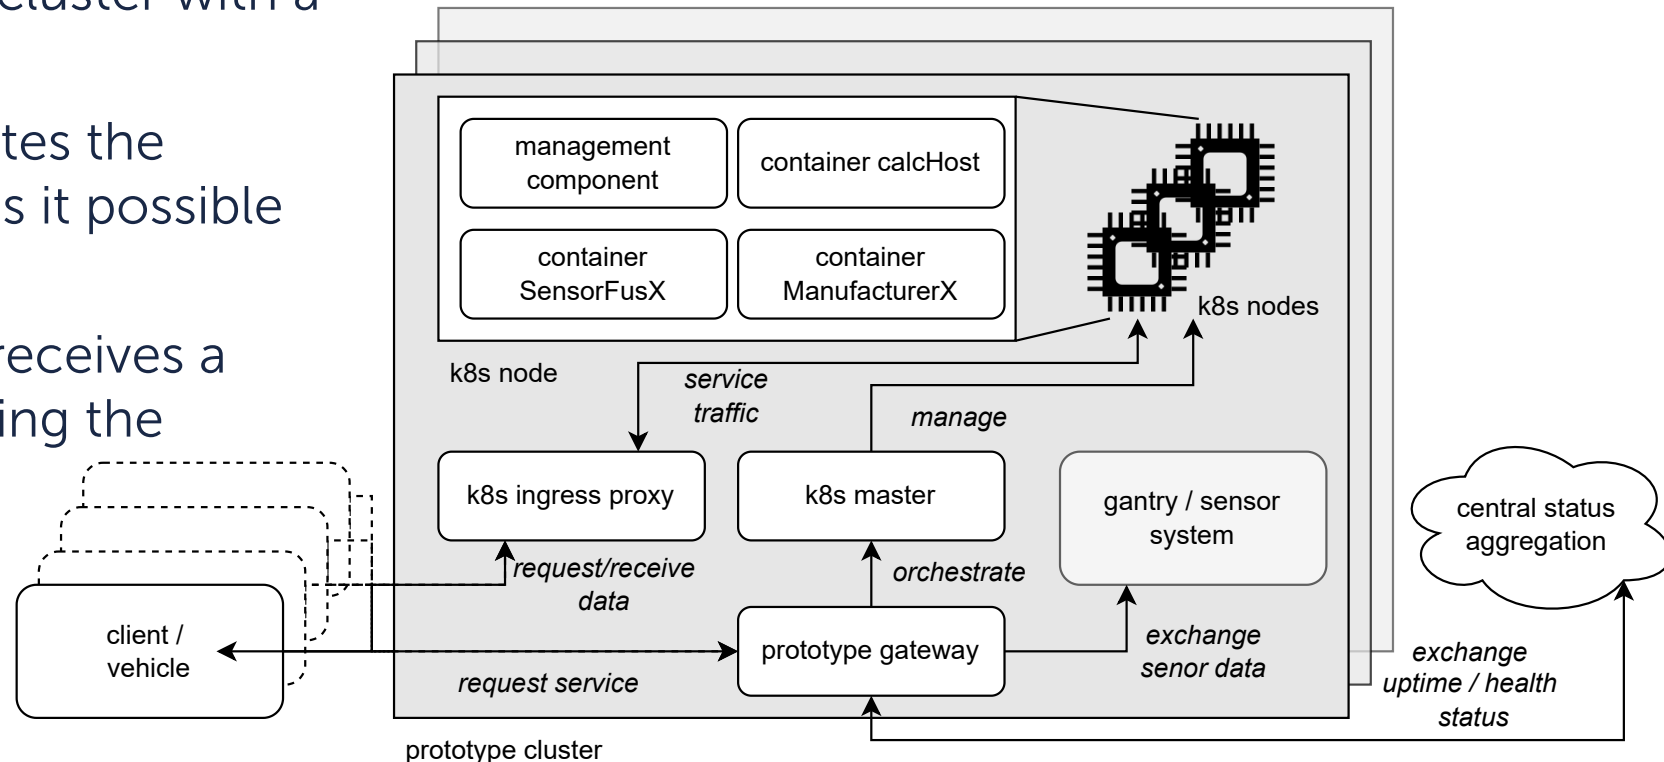 cluster with a
tes the
s it possible
receives a
ing the
management
component
container calcHost
container
SensorFusX
container
ManufacturerX
k8s nodes
k8s node
service
traffic
manage
k8s ingress proxy
k8s master
gantry / sensor
system
central status
aggregation
request/receive
data
orchestrate
client /
vehicle
prototype gateway
exchange
senor data
request service
exchange
uptime / health
status
prototype cluster